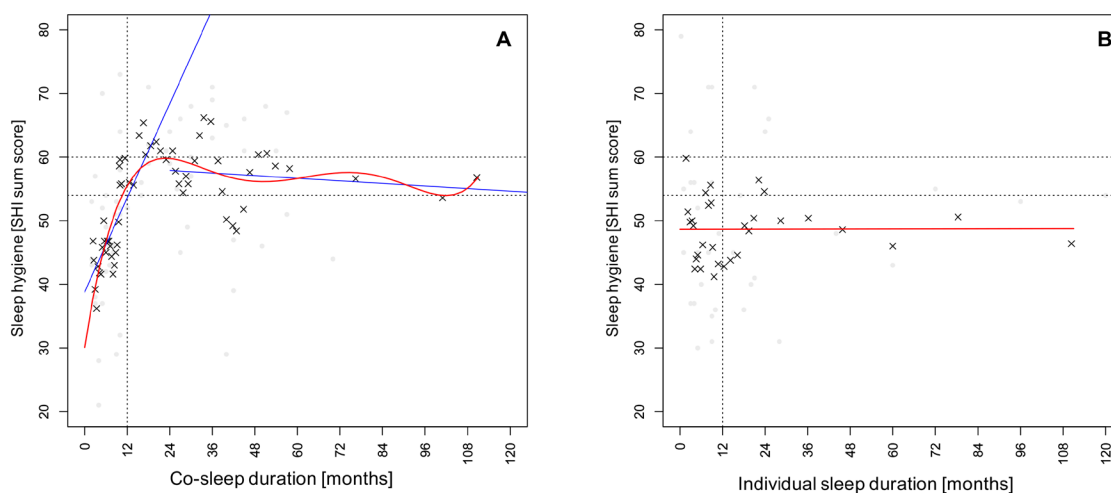 A
80
70
60
50
40
30
20
Sleep hygiene [SHI sum score]
0 12 24 36 48 60 72 84 96 108 120
Co-sleep duration [months]
B
80
70
60
50
40
30
20
Sleep hygiene [SHI sum score]
0 12 24 36 48 60 72 84 96 108 120
Individual sleep duration [months]